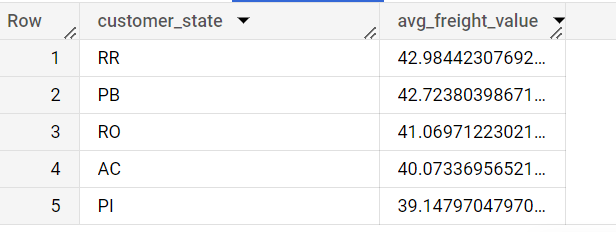 Row customer_state avg_freight_value
1 RR 42.98442307692...
2 PB 42.72380398671...
3 RO 41.06971223021...
4 AC 40.07336956521...
5 PI 39.14797047970...